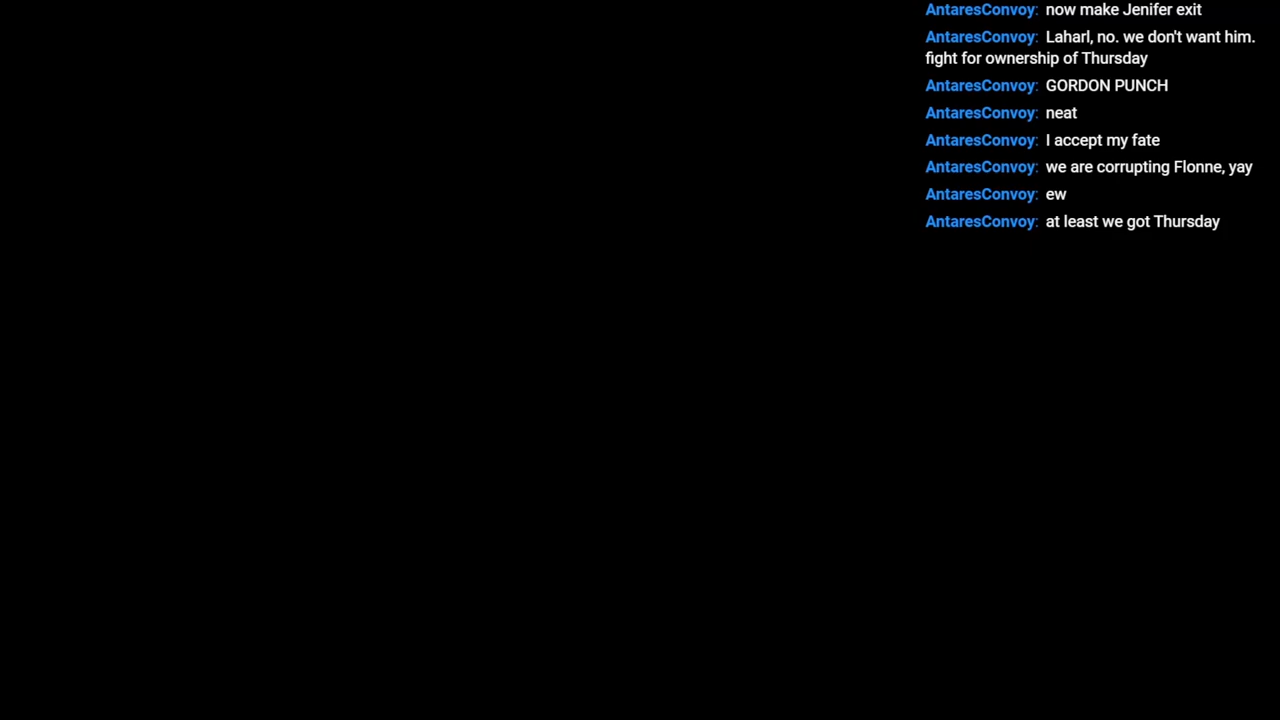 AntaresConvoy: now make Jenifer exit
AntaresConvoy: Laharl, no. we don't want him.
fight for ownership of Thursday
AntaresConvoy: GORDON PUNCH
AntaresConvoy: neat
AntaresConvoy: I accept my fate
AntaresConvoy: we are corrupting Flonne, yay
AntaresConvoy: ew
AntaresConvoy: at least we got Thursday